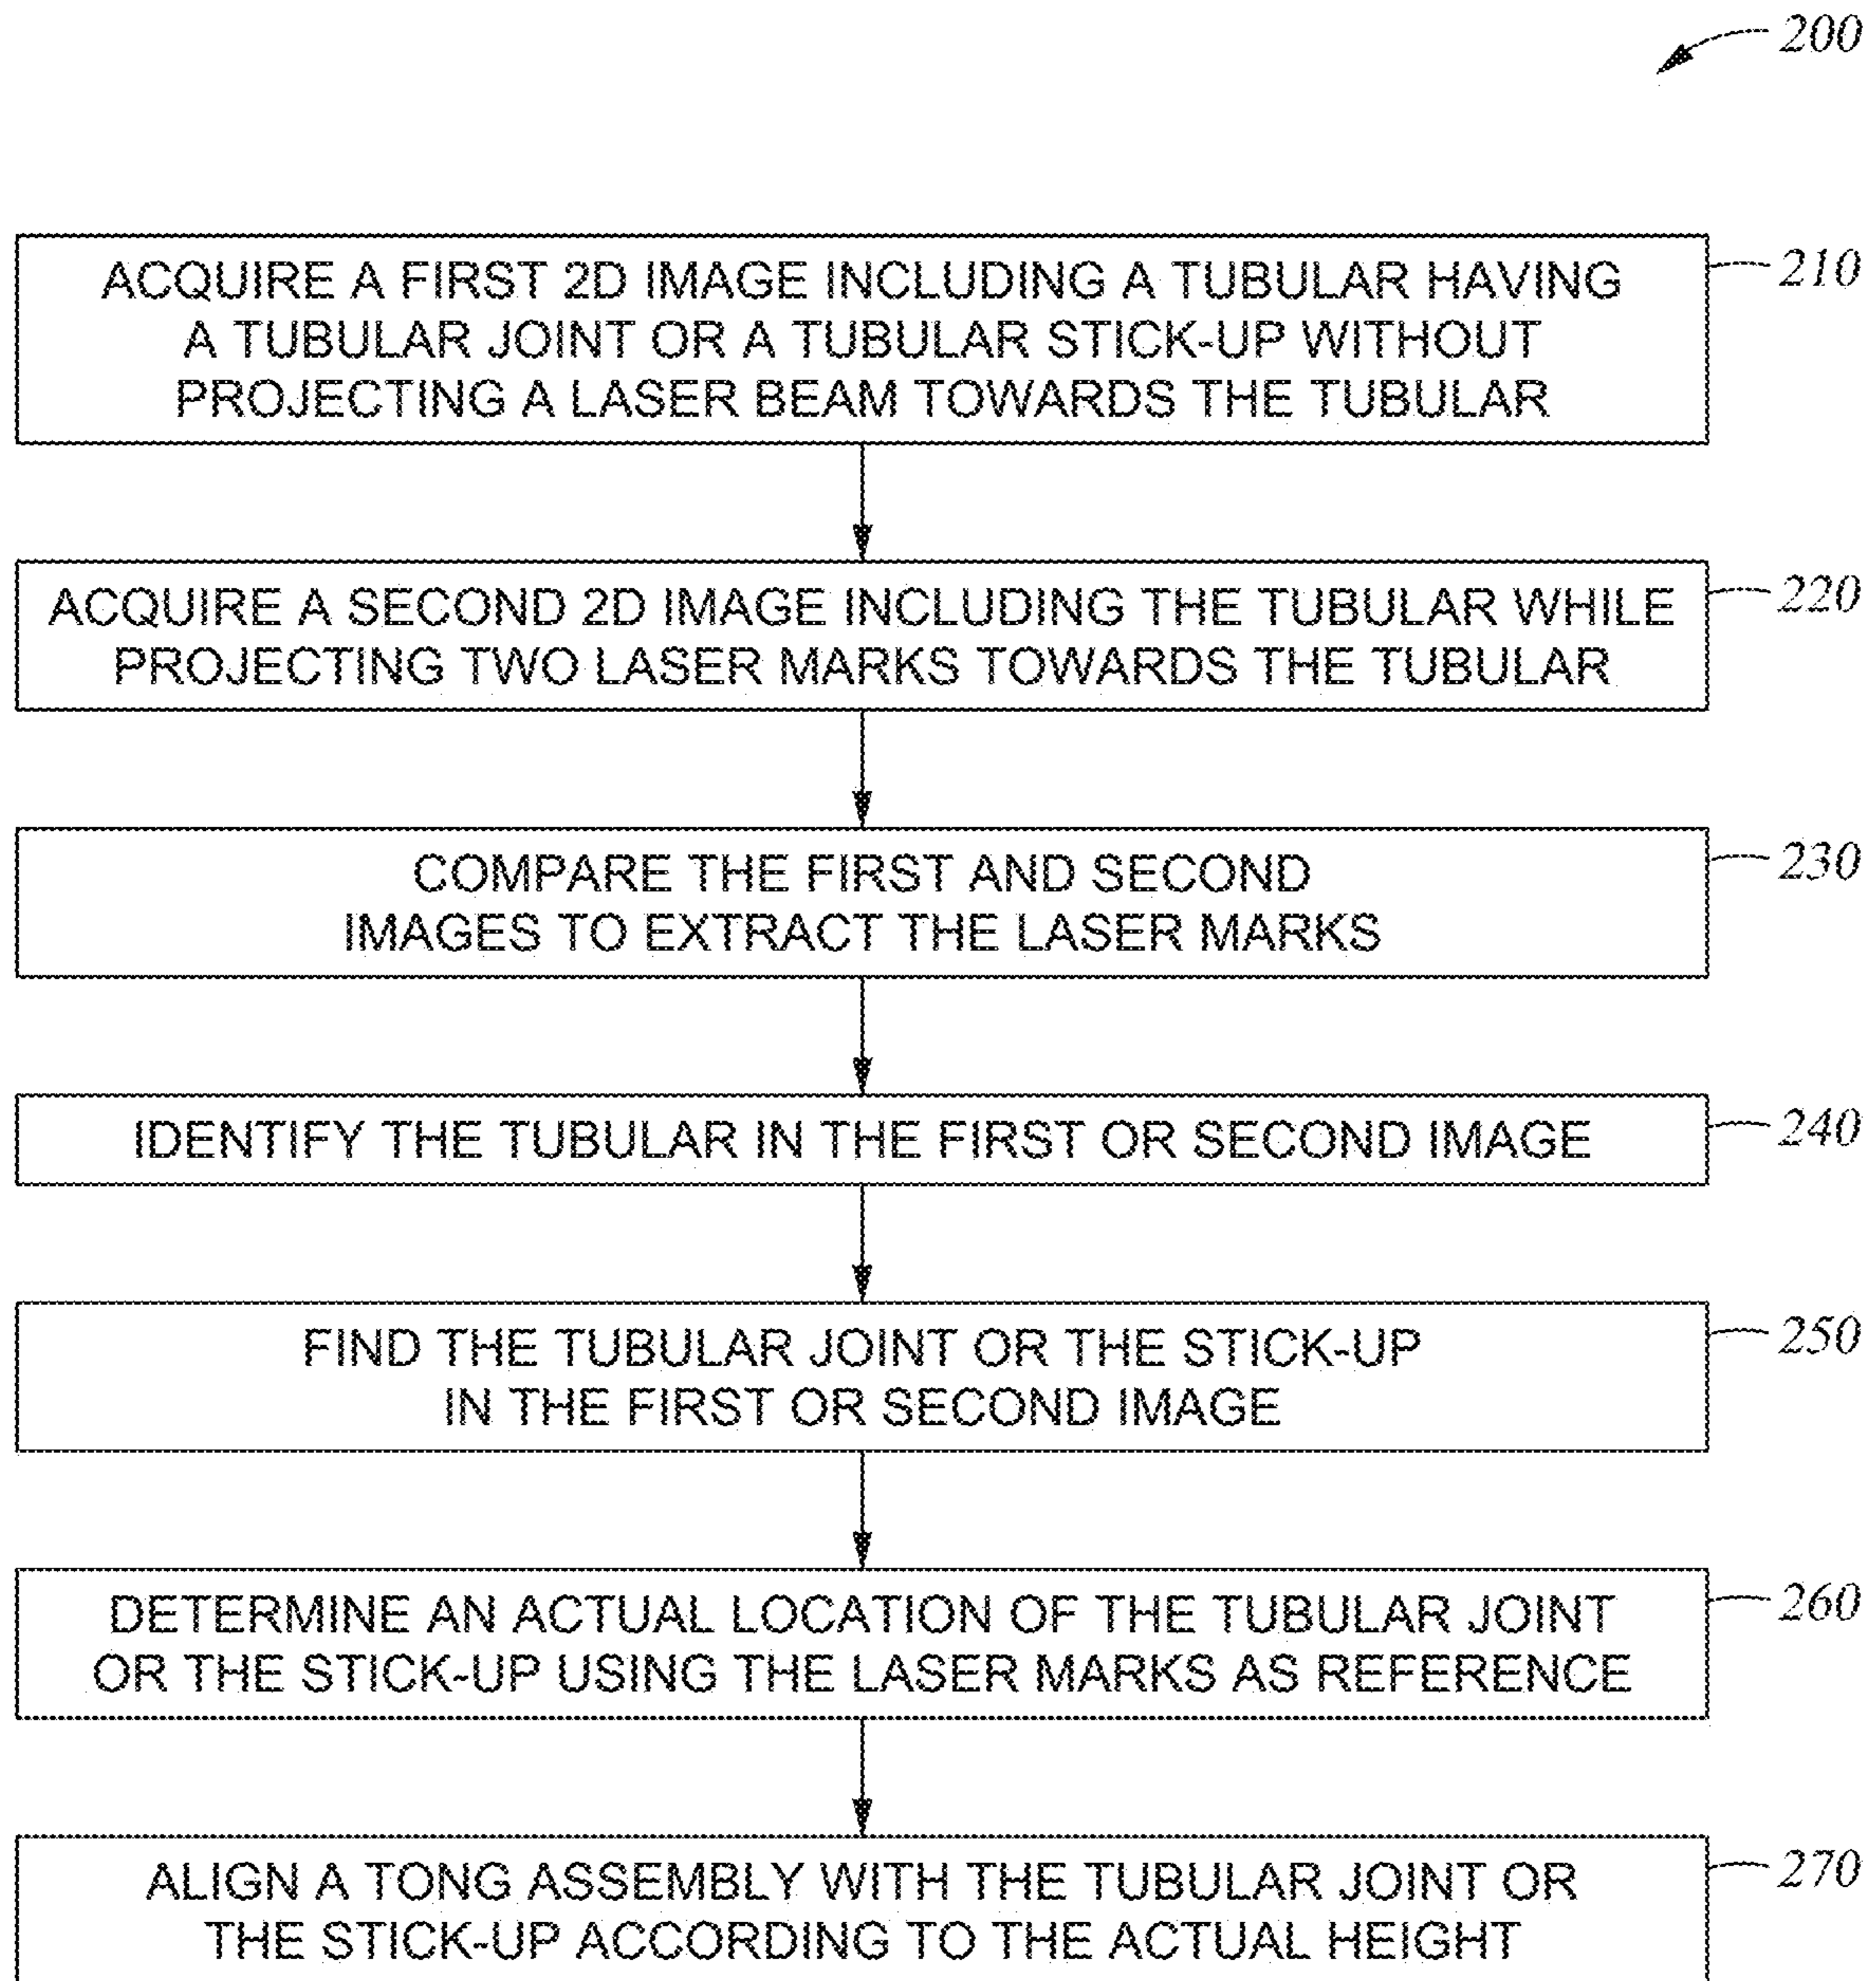 200
ACQUIRE A FIRST 2D IMAGE INCLUDING A TUBULAR HAVING
A TUBULAR JOINT OR A TUBULAR STICK-UP WITHOUT
PROJECTING A LASER BEAM TOWARDS THE TUBULAR
210
ACQUIRE A SECOND 2D IMAGE INCLUDING THE TUBULAR WHILE
PROJECTING TWO LASER MARKS TOWARDS THE TUBULAR
220
COMPARE THE FIRST AND SECOND
IMAGES TO EXTRACT THE LASER MARKS
230
IDENTIFY THE TUBULAR IN THE FIRST OR SECOND IMAGE
240
FIND THE TUBULAR JOINT OR THE STICK-UP
IN THE FIRST OR SECOND IMAGE
250
DETERMINE AN ACTUAL LOCATION OF THE TUBULAR JOINT
OR THE STICK-UP USING THE LASER MARKS AS REFERENCE
260
ALIGN A TONG ASSEMBLY WITH THE TUBULAR JOINT OR
THE STICK-UP ACCORDING TO THE ACTUAL HEIGHT
270